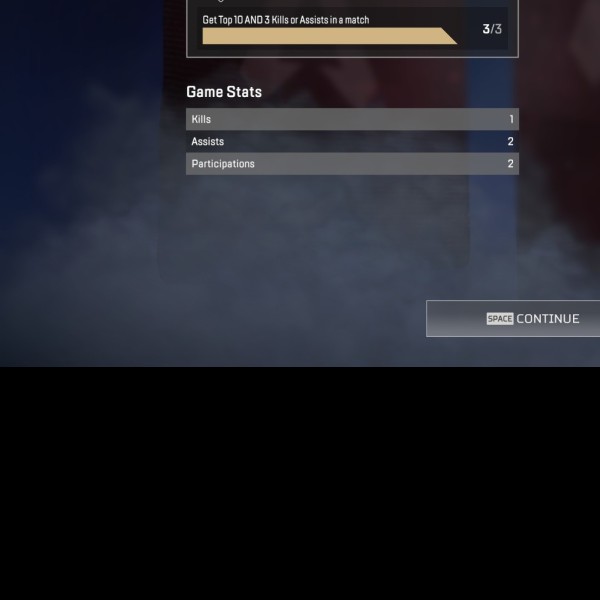 Get Top 10 AND 3 Kills or Assists in a match
3/3
Game Stats
Kills 1
Assists 2
Participations 2
SPACE CONTINUE